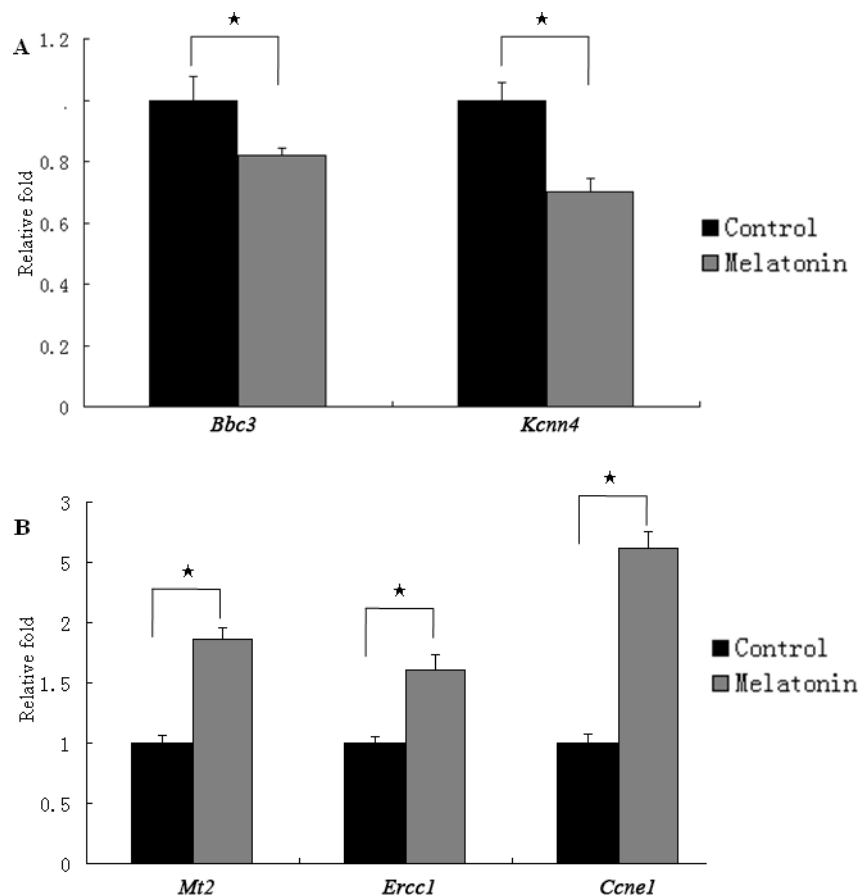 A
1.2
.
0.8
0.6
0.4
0.2
0
Relative fold
★
★
Bbc3
Kcnn4
Control
Melatonin
B
3
5
2
1.5
1
0.5
0
Relative fold
★
★
★
Mt2
Ercc1
Ccne1
Control
Melatonin